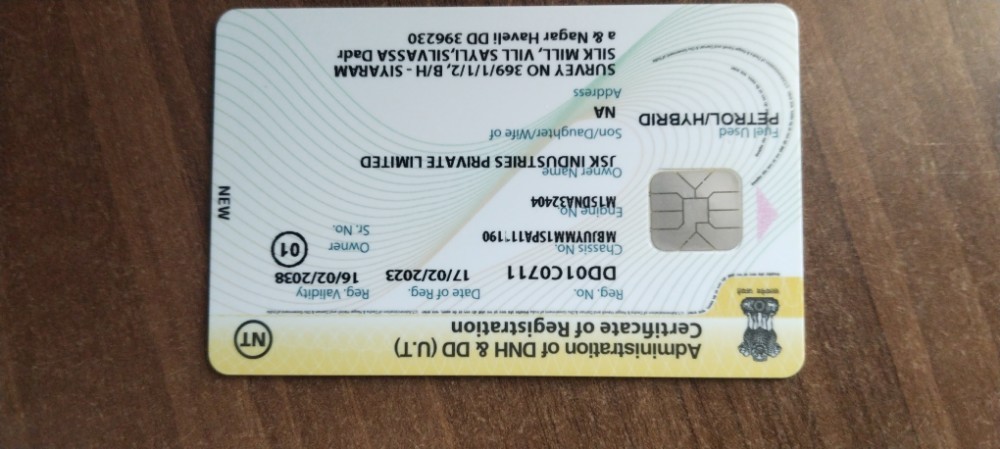 Administration of DNH & DD (U.T)
Certificate of Registration
NT
Reg. No. Date of Reg. Reg. Validity
DD01C0711 17/02/2023 16/02/2038
Chassis No.
MBJUYMM1SPA111190
Owner Sr. No. 01
Engine No.
M1SDNA32404
Owner Name
JSK INDUSTRIES PRIVATE LIMITED
Son/Daughter/Wife of
NA
Address
SURVEY NO 369/1/1/2, B/H - SIYARAM
SILK MILL, VILL SAYLI,SILVASSA Dadr
a & Nagar Haveli DD 396230
Fuel Used
PETROL/HYBRID
NEW